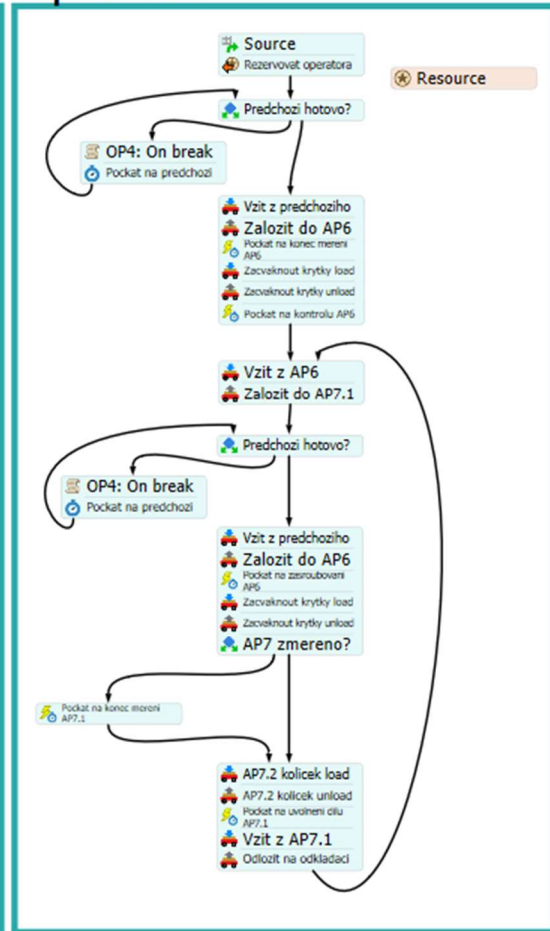 Source
Rezervovat operatora
Resource
Predchozi hotovo?
OP4: On break
Pockat na predchozi
Vzit z predchoziho
Zalozit do AP6
Pockat na konec mereni
AP6
Zacvaknout krytky load
Zacvaknout krytky unload
Pockat na kontrolu AP6
Vzit z AP6
Zalozit do AP7.1
Predchozi hotovo?
OP4: On break
Pockat na predchozi
Vzit z predchoziho
Zalozit do AP6
Pockat na zasroubovani
AP6
Zacvaknout krytky load
Zacvaknout krytky unload
AP7 zmereno?
Pockat na konec mereni
AP7.1
AP7.2 kolicek load
AP7.2 kolicek unload
Pockat na uvolneni dilu
AP7.1
Vzit z AP7.1
Odlozit na odkladaci